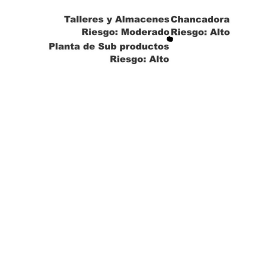 Talleres y Almacenes
Riesgo: Moderado
Chancadora
Riesgo: Alto
Planta de Sub productos
Riesgo: Alto